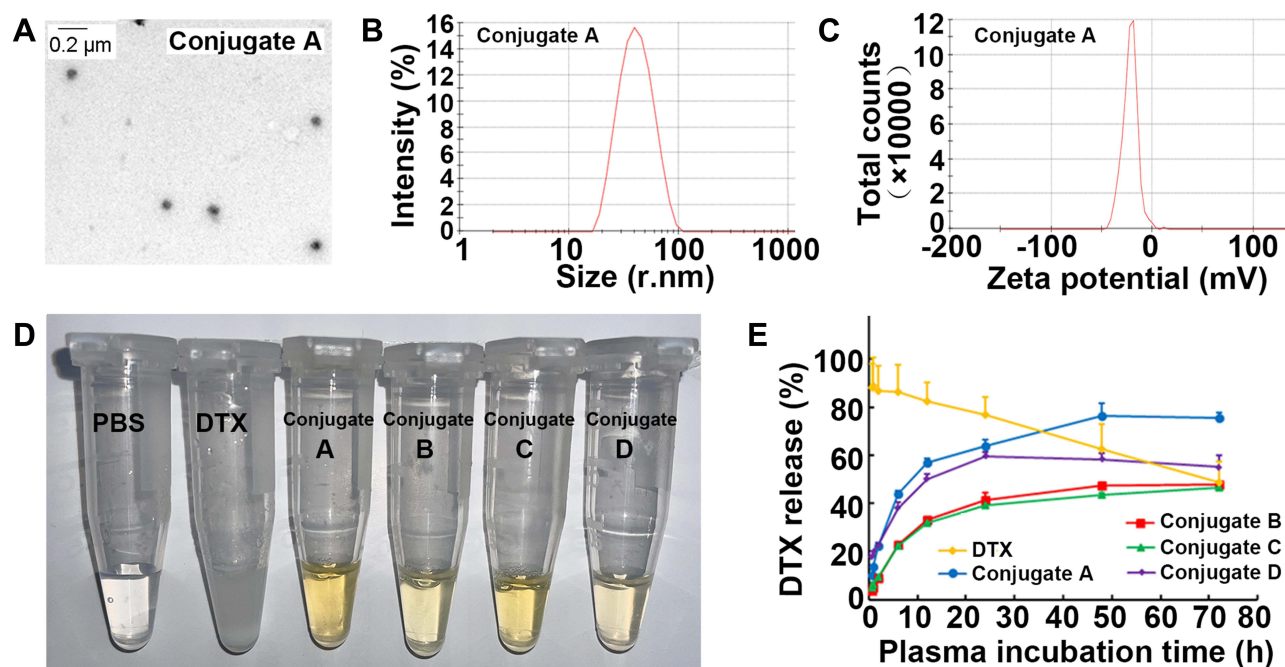 A
0.2 µm
Conjugate A
B
Conjugate A
16
14
12
10
8
6
4
2
0
Intensity (%)
1 10 100 1000
Size (r.nm)
C
Conjugate A
12
10
8
6
4
2
0
Total counts
(×10000)
-200 -100 0 100
Zeta potential (mV)
D
PBS
DTX
Conjugate
A
Conjugate
B
Conjugate
C
Conjugate
D
E
100
80
60
40
20
0
DTX release (%)
DTX
Conjugate A
Conjugate B
Conjugate C
Conjugate D
0 10 20 30 40 50 60 70 80
Plasma incubation time (h)